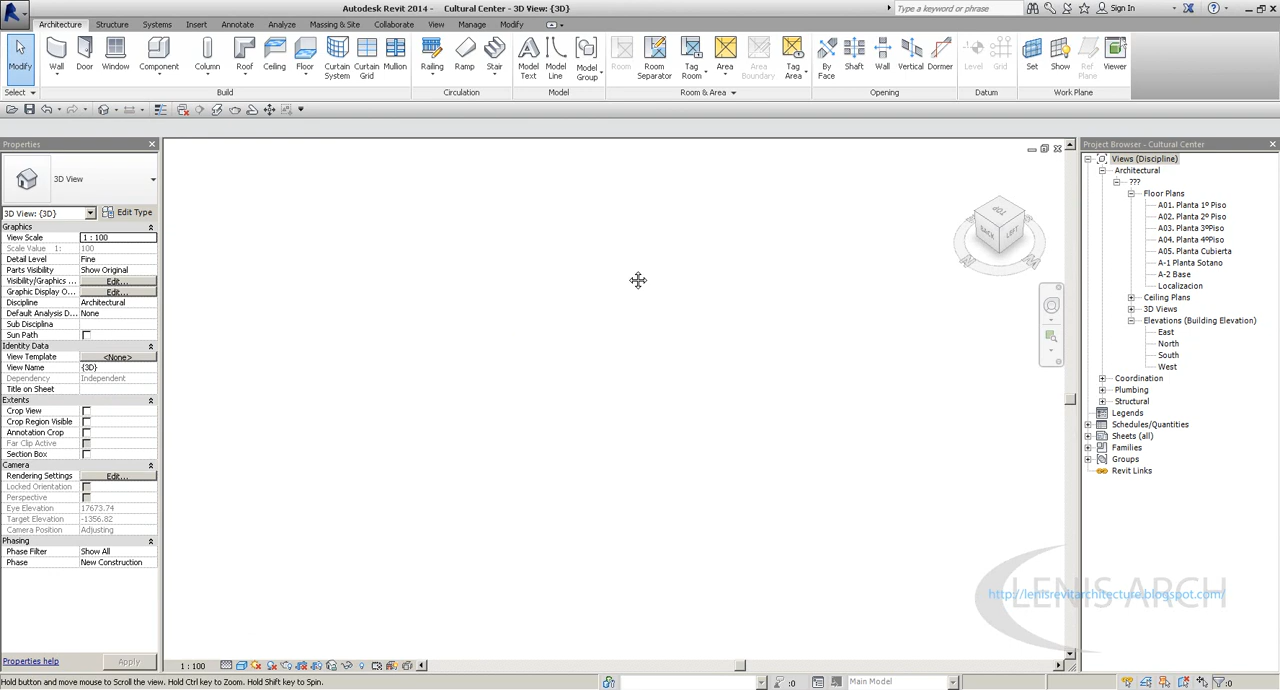 Autodesk Revit 2014 - Cultural Center - 3D View: {3D}
Type a keyword or phrase
Sign In
Architecture Structure Systems Insert Annotate Analyze Massing & Site Collaborate View Manage Modify
Modify Wall Door Window Component Column Roof Ceiling Floor Curtain System Curtain Grid Mullion Railing Ramp Stair Model Text Model Line Model Group Room Room Separator Tag Room Area Area Boundary Tag Area By Face Shaft Wall Vertical Dormer Level Grid Set Show Ref Plane Viewer
Select Build Circulation Model Room & Area Opening Datum Work Plane
Properties
3D View
3D View: {3D} Edit Type
Graphics
View Scale 1 : 100
Scale Value 1: 100
Detail Level Fine
Parts Visibility Show Original
Visibility/Graphics ... Edit...
Graphic Display O... Edit...
Discipline Architectural
Default Analysis D... None
Sub Disciplina
Sun Path
Identity Data
View Template <None>
View Name {3D}
Dependency Independent
Title on Sheet
Extents
Crop View
Crop Region Visible
Annotation Crop
Far Clip Active
Section Box
Camera
Rendering Settings Edit...
Locked Orientation
Perspective
Eye Elevation 17673.74
Target Elevation -1356.82
Camera Position Adjusting
Phasing
Phase Filter Show All
Phase New Construction
Properties help Apply
TOP
BACK LEFT
Project Browser - Cultural Center
Views (Discipline)
Architectural
???
Floor Plans
A01. Planta 1º Piso
A02. Planta 2º Piso
A03. Planta 3ºPiso
A04. Planta 4ºPiso
A05. Planta Cubierta
A-1 Planta Sotano
A-2 Base
Localizacion
Ceiling Plans
3D Views
Elevations (Building Elevation)
East
North
South
West
Coordination
Plumbing
Structural
Legends
Schedules/Quantities
Sheets (all)
Families
Groups
Revit Links
LENIS ARCH
http://lenisrevitarchitecture.blogspot.com/
1 : 100
Hold button and move mouse to Scroll the view. Hold Ctrl key to Zoom. Hold Shift key to Spin.
:0 Main Model :0